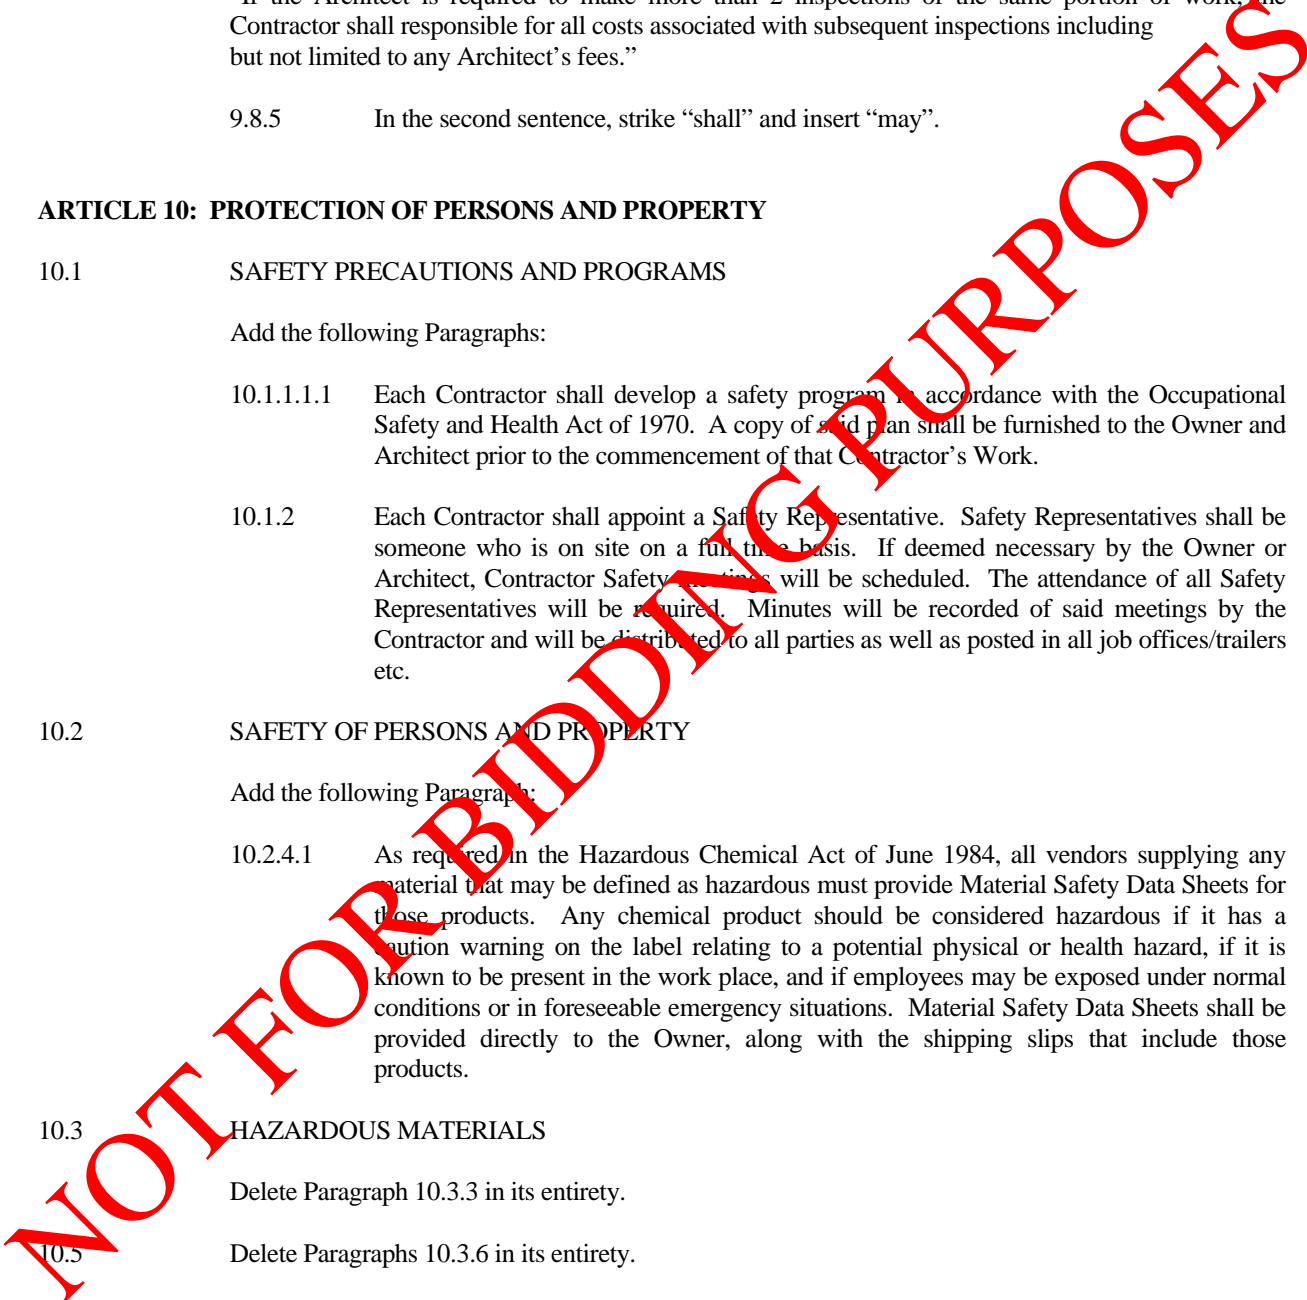 "If the Architect is required to make more than 2 inspections of the same portion of work, the
Contractor shall responsible for all costs associated with subsequent inspections including
but not limited to any Architect's fees."
9.8.5 In the second sentence, strike "shall" and insert "may".
ARTICLE 10: PROTECTION OF PERSONS AND PROPERTY
10.1 SAFETY PRECAUTIONS AND PROGRAMS
Add the following Paragraphs:
10.1.1.1.1 Each Contractor shall develop a safety program in accordance with the Occupational
Safety and Health Act of 1970. A copy of said plan shall be furnished to the Owner and
Architect prior to the commencement of that Contractor's Work.
10.1.2 Each Contractor shall appoint a Safety Representative. Safety Representatives shall be
someone who is on site on a full time basis. If deemed necessary by the Owner or
Architect, Contractor Safety meetings will be scheduled. The attendance of all Safety
Representatives will be required. Minutes will be recorded of said meetings by the
Contractor and will be distributed to all parties as well as posted in all job offices/trailers
etc.
10.2 SAFETY OF PERSONS AND PROPERTY
Add the following Paragraph:
10.2.4.1 As required in the Hazardous Chemical Act of June 1984, all vendors supplying any
material that may be defined as hazardous must provide Material Safety Data Sheets for
those products. Any chemical product should be considered hazardous if it has a
caution warning on the label relating to a potential physical or health hazard, if it is
known to be present in the work place, and if employees may be exposed under normal
conditions or in foreseeable emergency situations. Material Safety Data Sheets shall be
provided directly to the Owner, along with the shipping slips that include those
products.
10.3 HAZARDOUS MATERIALS
Delete Paragraph 10.3.3 in its entirety.
10.5 Delete Paragraphs 10.3.6 in its entirety.
NOT FOR BIDDING PURPOSES